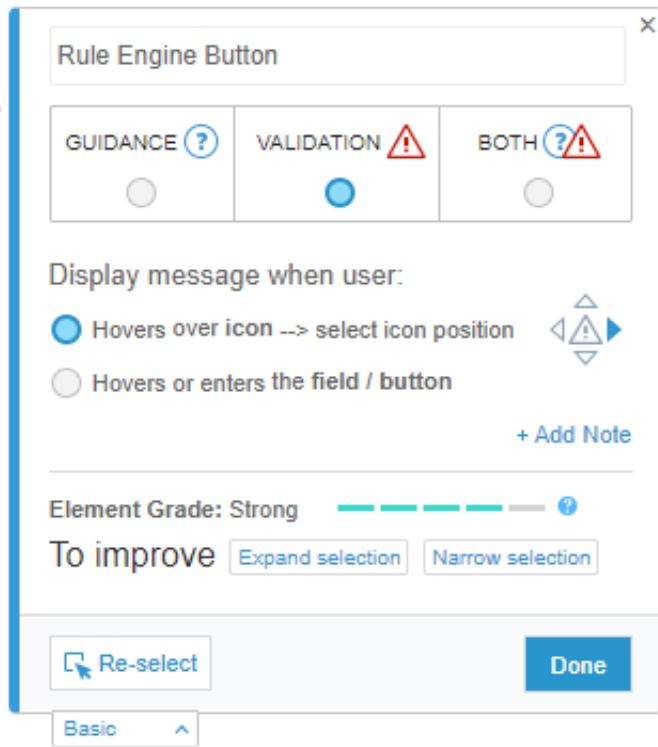 Rule Engine Button
GUIDANCE ? VALIDATION ! BOTH ? !
Display message when user:
Hovers over icon --> select icon position
Hovers or enters the field / button
+ Add Note
Element Grade: Strong ?
To improve Expand selection Narrow selection
Re-select Done
Basic